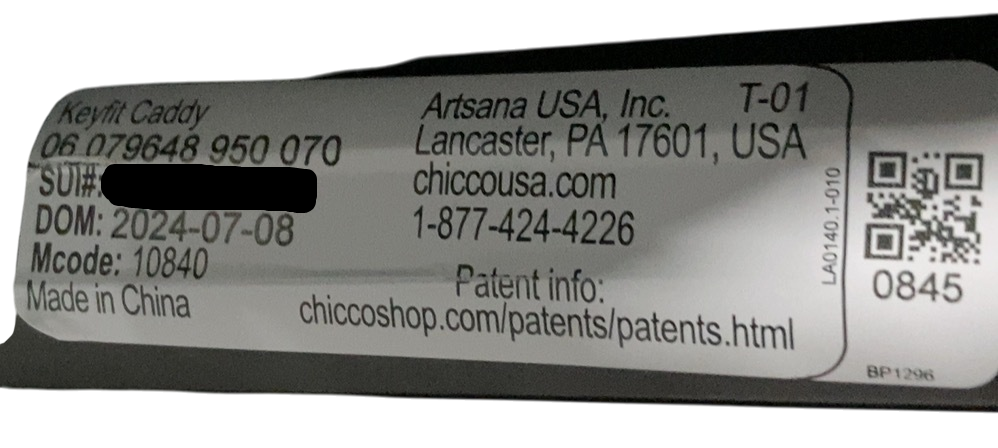 Keyfit Caddy
06 079648 950 070
SUI#:
DOM: 2024-07-08
Mcode: 10840
Made in China
Artsana USA, Inc.
T-01
Lancaster, PA 17601, USA
chiccousa.com
1-877-424-4226
Patent info:
chiccoshop.com/patents/patents.html
LA0140.1-010
0845
BP1296